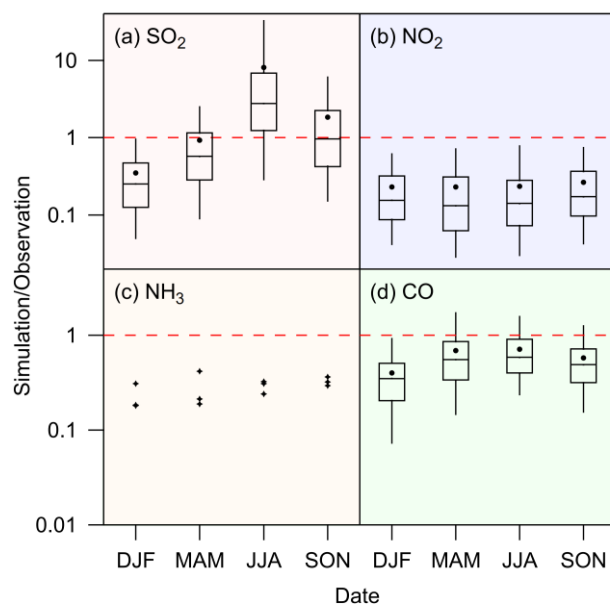 (a) SO₂
(b) NO₂
10
1
0.1
(c) NH₃
(d) CO
1
0.1
0.01
Simulation/Observation
DJF MAM JJA SON DJF MAM JJA SON
Date